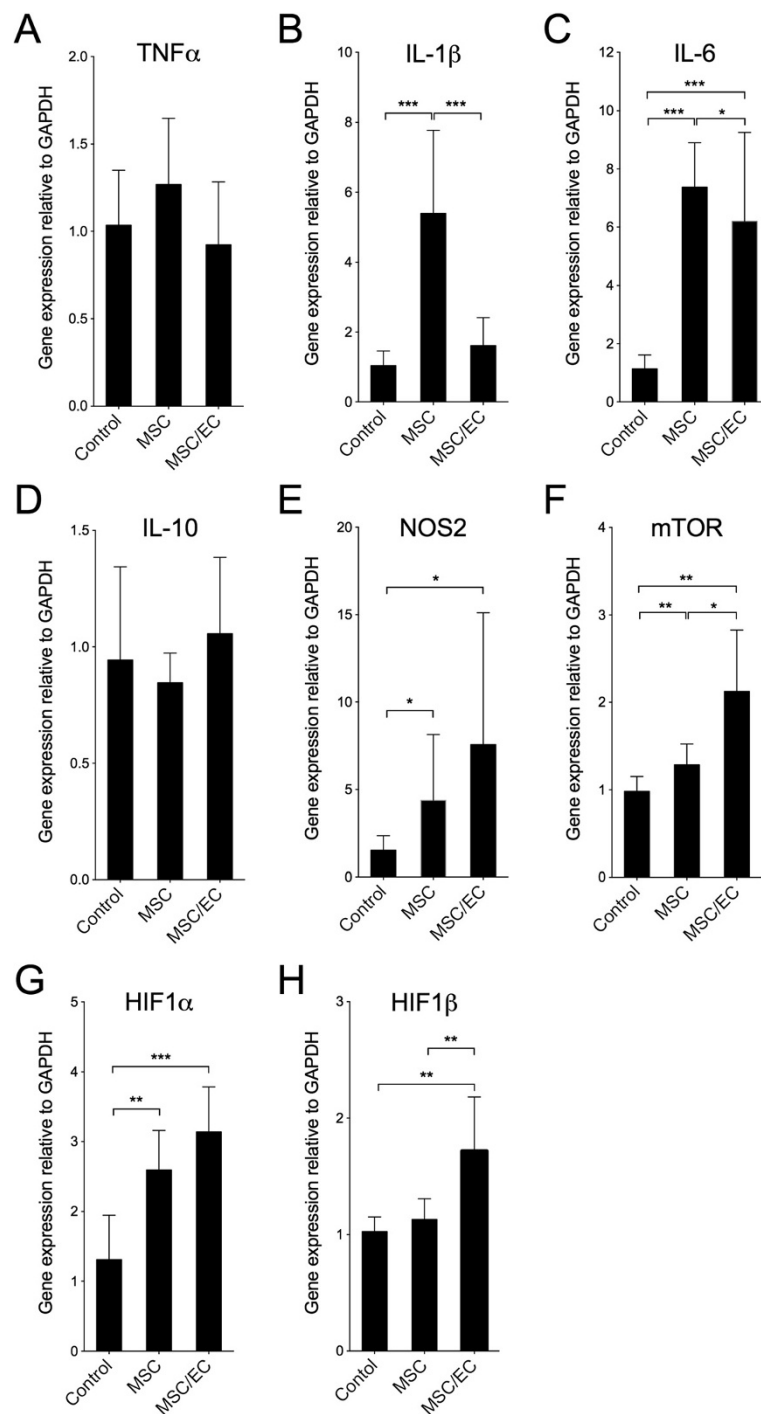 A
TNFα
Gene expression relative to GAPDH
2.0
1.5
1.0
0.5
0.0
Control
MSC
MSC/EC
B
IL-1β
Gene expression relative to GAPDH
10
8
6
4
2
0
***
***
Control
MSC
MSC/EC
C
IL-6
Gene expression relative to GAPDH
12
10
8
6
4
2
0
***
***
*
Control
MSC
MSC/EC
D
IL-10
Gene expression relative to GAPDH
1.5
1.0
0.5
0.0
Control
MSC
MSC/EC
E
NOS2
Gene expression relative to GAPDH
20
15
10
5
0
*
*
Control
MSC
MSC/EC
F
mTOR
Gene expression relative to GAPDH
4
3
2
1
0
**
**
*
Control
MSC
MSC/EC
G
HIF1α
Gene expression relative to GAPDH
5
4
3
2
1
0
***
**
Control
MSC
MSC/EC
H
HIF1β
Gene expression relative to GAPDH
3
2
1
0
**
**
Control
MSC
MSC/EC